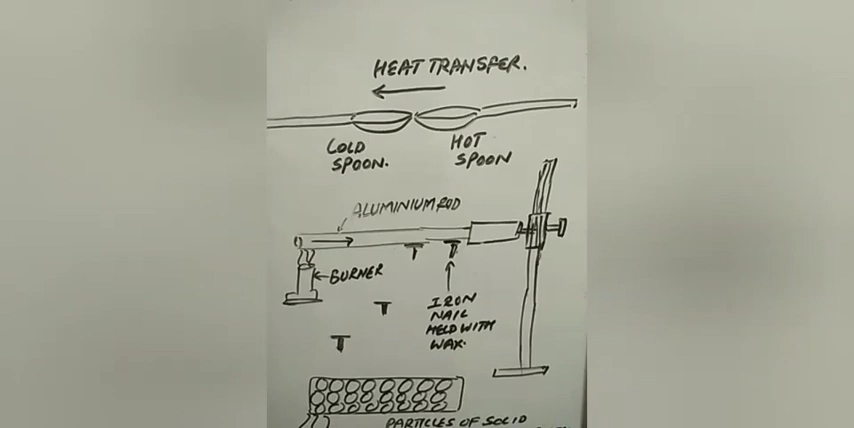 HEAT TRANSFER.
COLD
SPOON.
HOT
SPOON
ALUMINIUM ROD
BURNER
IRON
NAIL
HELD WITH
WAX.
PARTICLES OF SOLID